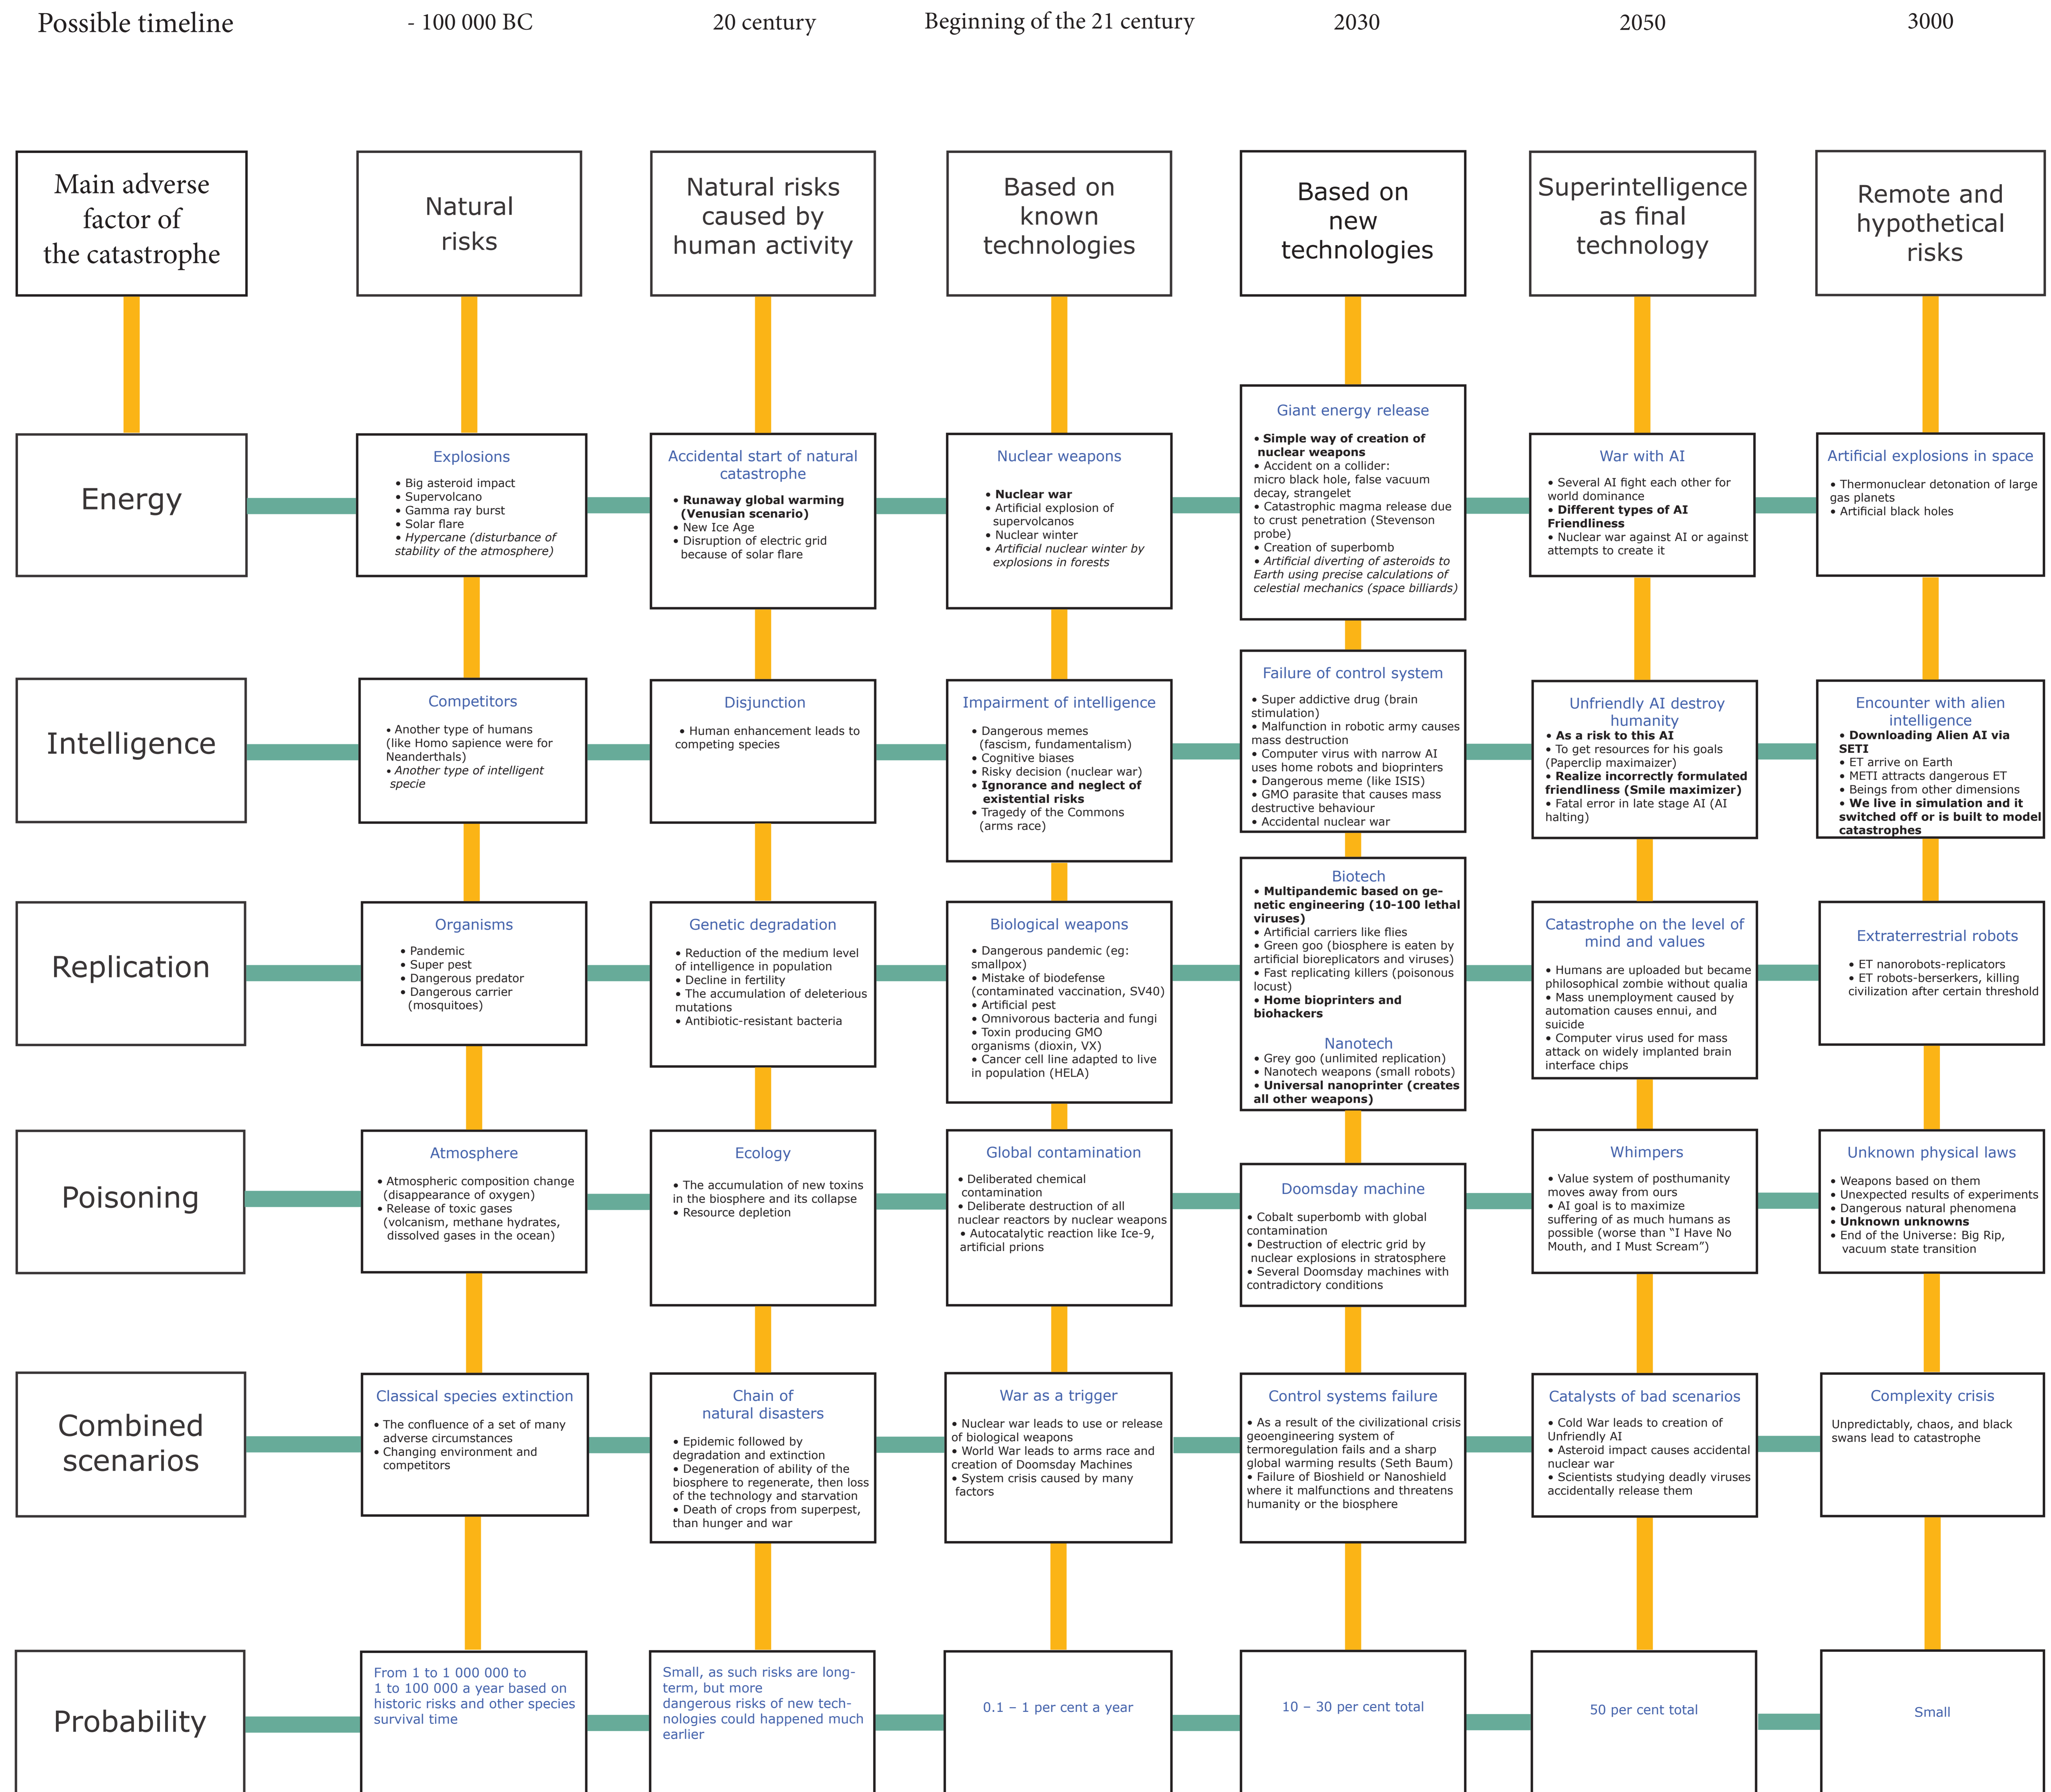 Possible timeline
- 100 000 BC
20 century
Beginning of the 21 century
2030
2050
3000
Main adverse
factor of
the catastrophe
Natural
risks
Natural risks
caused by
human activity
Based on
known
technologies
Based on
new
technologies
Superintelligence
as final
technology
Remote and
hypothetical
risks
Energy
Explosions
• Big asteroid impact
• Supervolcano
• Gamma ray burst
• Solar flare
• Hypercane (disturbance of
stability of the atmosphere)
Accidental start of natural
catastrophe
• Runaway global warming
(Venusian scenario)
• New Ice Age
• Disruption of electric grid
because of solar flare
Nuclear weapons
• Nuclear war
• Artificial explosion of
supervolcanos
• Nuclear winter
• Artificial nuclear winter by
explosions in forests
Giant energy release
• Simple way of creation of
nuclear weapons
• Accident on a collider:
micro black hole, false vacuum
decay, strangelet
• Catastrophic magma release due
to crust penetration (Stevenson
probe)
• Creation of superbomb
• Artificial diverting of asteroids to
Earth using precise calculations of
celestial mechanics (space billiards)
War with AI
• Several AI fight each other for
world dominance
• Different types of AI
Friendliness
• Nuclear war against AI or against
attempts to create it
Artificial explosions in space
• Thermonuclear detonation of large
gas planets
• Artificial black holes
Intelligence
Competitors
• Another type of humans
(like Homo sapience were for
Neanderthals)
• Another type of intelligent
specie
Disjunction
• Human enhancement leads to
competing species
Impairment of intelligence
• Dangerous memes
(fascism, fundamentalism)
• Cognitive biases
• Risky decision (nuclear war)
• Ignorance and neglect of
existential risks
• Tragedy of the Commons
(arms race)
Failure of control system
• Super addictive drug (brain
stimulation)
• Malfunction in robotic army causes
mass destruction
• Computer virus with narrow AI
uses home robots and bioprinters
• Dangerous meme (like ISIS)
• GMO parasite that causes mass
destructive behaviour
• Accidental nuclear war
Unfriendly AI destroy
humanity
• As a risk to this AI
• To get resources for his goals
(Paperclip maximaizer)
• Realize incorrectly formulated
friendliness (Smile maximizer)
• Fatal error in late stage AI (AI
halting)
Encounter with alien
intelligence
• Downloading Alien AI via
SETI
• ET arrive on Earth
• METI attracts dangerous ET
• Beings from other dimensions
• We live in simulation and it
switched off or is built to model
catastrophes
Replication
Organisms
• Pandemic
• Super pest
• Dangerous predator
• Dangerous carrier
(mosquitoes)
Genetic degradation
• Reduction of the medium level
of intelligence in population
• Decline in fertility
• The accumulation of deleterious
mutations
• Antibiotic-resistant bacteria
Biological weapons
• Dangerous pandemic (eg:
smallpox)
• Mistake of biodefense
(contaminated vaccination, SV40)
• Artificial pest
• Omnivorous bacteria and fungi
• Toxin producing GMO
organisms (dioxin, VX)
• Cancer cell line adapted to live
in population (HELA)
Biotech
• Multipandemic based on ge-
netic engineering (10-100 lethal
viruses)
• Artificial carriers like flies
• Green goo (biosphere is eaten by
artificial bioreplicators and viruses)
• Fast replicating killers (poisonous
locust)
• Home bioprinters and
biohackers
Nanotech
• Grey goo (unlimited replication)
• Nanotech weapons (small robots)
• Universal nanoprinter (creates
all other weapons)
Catastrophe on the level of
mind and values
• Humans are uploaded but became
philosophical zombie without qualia
• Mass unemployment caused by
automation causes ennui, and
suicide
• Computer virus used for mass
attack on widely implanted brain
interface chips
Extraterrestrial robots
• ET nanorobots-replicators
• ET robots-berserkers, killing
civilization after certain threshold
Poisoning
Atmosphere
• Atmospheric composition change
(disappearance of oxygen)
• Release of toxic gases
(volcanism, methane hydrates,
dissolved gases in the ocean)
Ecology
• The accumulation of new toxins
in the biosphere and its collapse
• Resource depletion
Global contamination
• Deliberated chemical
contamination
• Deliberate destruction of all
nuclear reactors by nuclear weapons
• Autocatalytic reaction like Ice-9,
artificial prions
Doomsday machine
• Cobalt superbomb with global
contamination
• Destruction of electric grid by
nuclear explosions in stratosphere
• Several Doomsday machines with
contradictory conditions
Whimpers
• Value system of posthumanity
moves away from ours
• AI goal is to maximize
suffering of as much humans as
possible (worse than “I Have No
Mouth, and I Must Scream”)
Unknown physical laws
• Weapons based on them
• Unexpected results of experiments
• Dangerous natural phenomena
• Unknown unknowns
• End of the Universe: Big Rip,
vacuum state transition
Combined
scenarios
Classical species extinction
• The confluence of a set of many
adverse circumstances
• Changing environment and
competitors
Chain of
natural disasters
• Epidemic followed by
degradation and extinction
• Degeneration of ability of the
biosphere to regenerate, then loss
of the technology and starvation
• Death of crops from superpest,
than hunger and war
War as a trigger
• Nuclear war leads to use or release
of biological weapons
• World War leads to arms race and
creation of Doomsday Machines
• System crisis caused by many
factors
Control systems failure
• As a result of the civilizational crisis
geoengineering system of
termoregulation fails and a sharp
global warming results (Seth Baum)
• Failure of Bioshield or Nanoshield
where it malfunctions and threatens
humanity or the biosphere
Catalysts of bad scenarios
• Cold War leads to creation of
Unfriendly AI
• Asteroid impact causes accidental
nuclear war
• Scientists studying deadly viruses
accidentally release them
Complexity crisis
Unpredictably, chaos, and black
swans lead to catastrophe
Probability
From 1 to 1 000 000 to
1 to 100 000 a year based on
historic risks and other species
survival time
Small, as such risks are long-
term, but more
dangerous risks of new tech-
nologies could happened much
earlier
0.1 – 1 per cent a year
10 – 30 per cent total
50 per cent total
Small